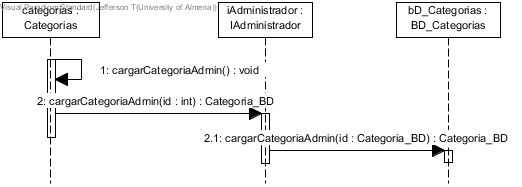 Visual Paradigm Standard(Jefferson T(University of Almeria))
categorias :
Categorias
iAdministrador :
IAdministrador
bD_Categorias :
BD_Categorias
1: cargarCategoriaAdmin() : void
2: cargarCategoriaAdmin(id : int) : Categoria_BD
2.1: cargarCategoriaAdmin(id : Categoria_BD) : Categoria_BD